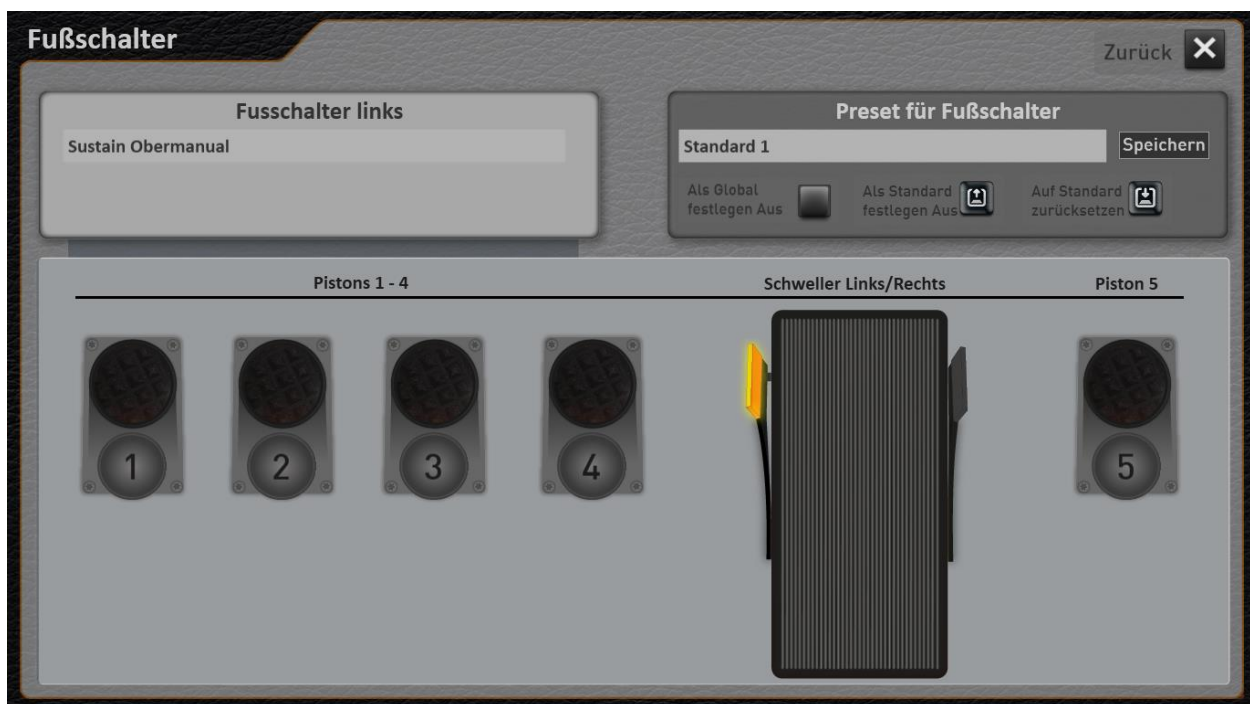 Fußschalter
Zurück
Fusschalter links
Sustain Obermanual
Preset für Fußschalter
Standard 1
Speichern
Als Global
festlegen Aus
Als Standard
festlegen Aus
Auf Standard
zurücksetzen
Pistons 1 - 4
Schweller Links/Rechts
Piston 5
1
2
3
4
5